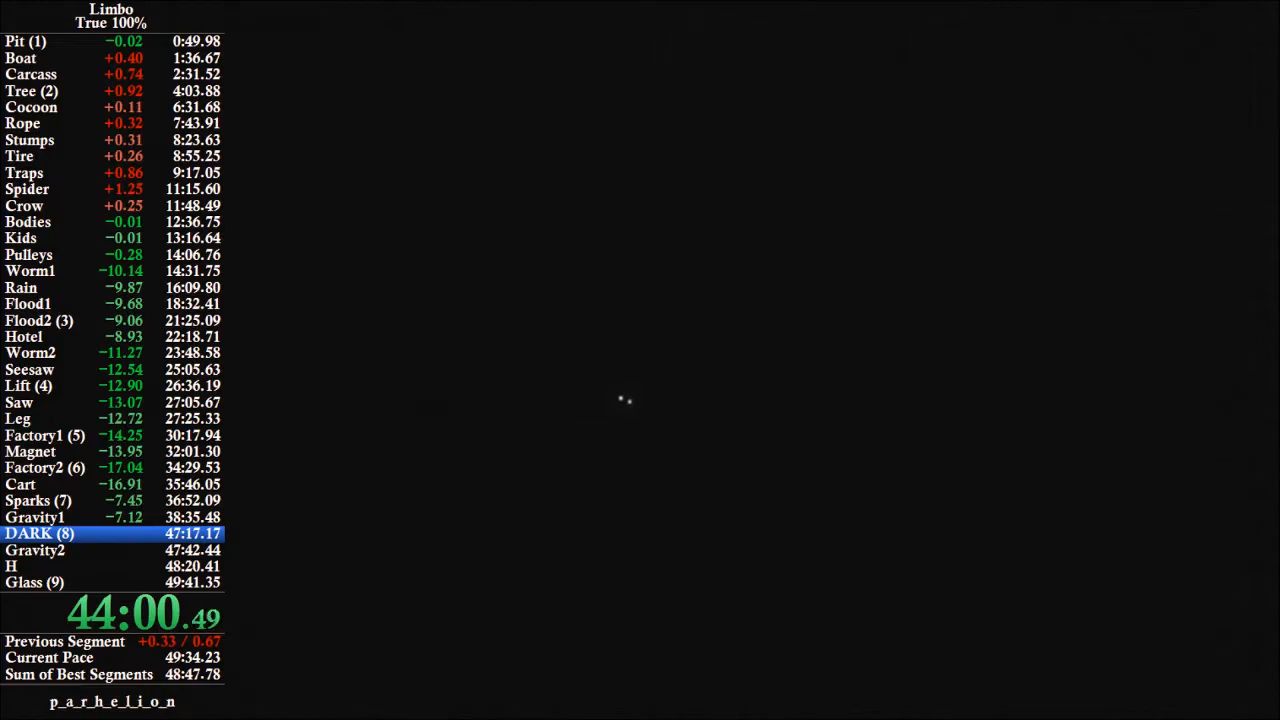 Limbo
True 100%
Pit (1) −0.02 0:49.98
Boat +0.40 1:36.67
Carcass +0.74 2:31.52
Tree (2) +0.92 4:03.88
Cocoon +0.11 6:31.68
Rope +0.32 7:43.91
Stumps +0.31 8:23.63
Tire +0.26 8:55.25
Traps +0.86 9:17.05
Spider +1.25 11:15.60
Crow +0.25 11:48.49
Bodies −0.01 12:36.75
Kids −0.01 13:16.64
Pulleys −0.28 14:06.76
Worm1 −10.14 14:31.75
Rain −9.87 16:09.80
Flood1 −9.68 18:32.41
Flood2 (3) −9.06 21:25.09
Hotel −8.93 22:18.71
Worm2 −11.27 23:48.58
Seesaw −12.54 25:05.63
Lift (4) −12.90 26:36.19
Saw −13.07 27:05.67
Leg −12.72 27:25.33
Factory1 (5) −14.25 30:17.94
Magnet −13.95 32:01.30
Factory2 (6) −17.04 34:29.53
Cart −16.91 35:46.05
Sparks (7) −7.45 36:52.09
Gravity1 −7.12 38:35.48
DARK (8) 47:17.17
Gravity2 47:42.44
H 48:20.41
Glass (9) 49:41.35
44:00.49
Previous Segment +0.33 / 0.67
Current Pace 49:34.23
Sum of Best Segments 48:47.78
p_a_r_h_e_l_i_o_n